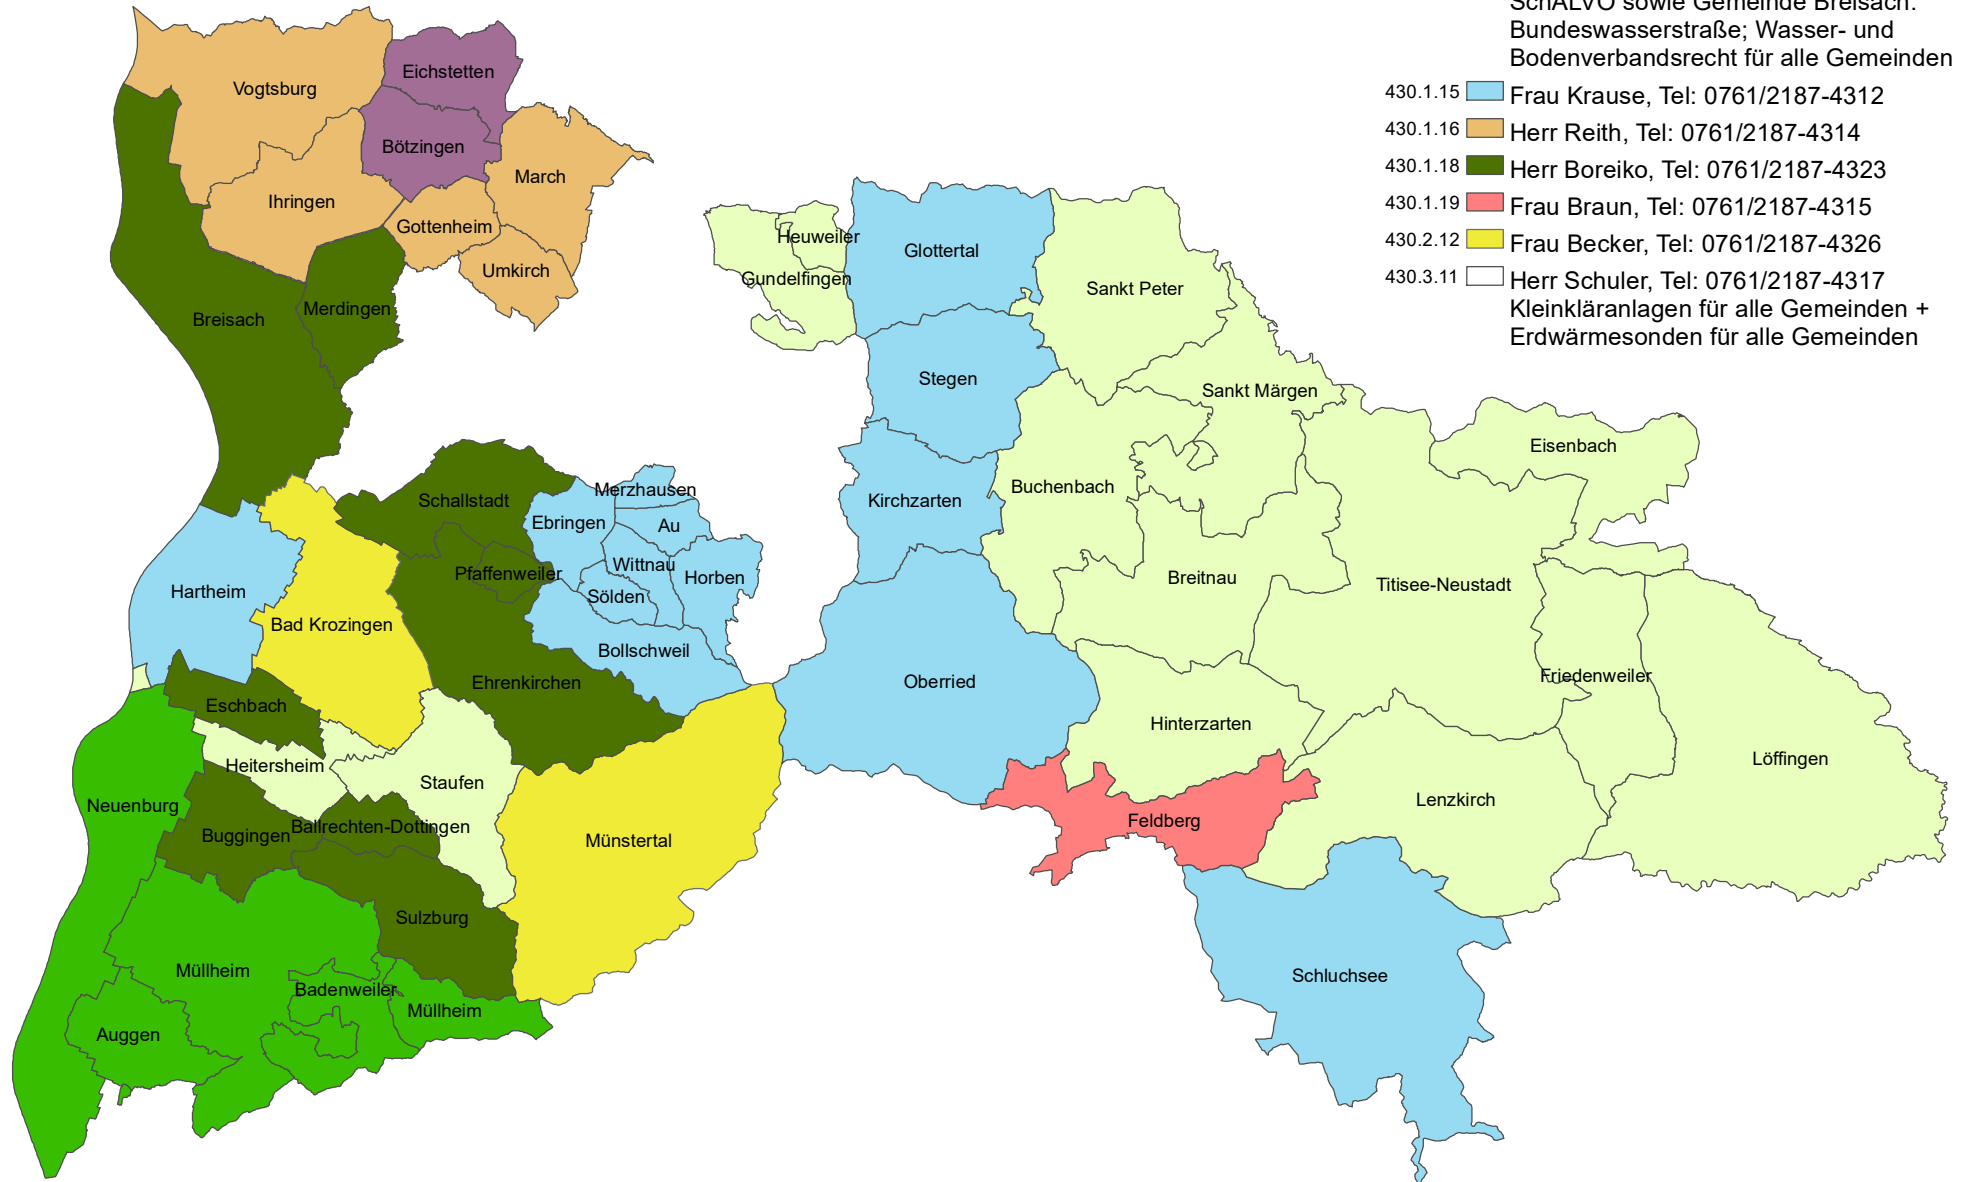 SchALVO sowie Gemeinde Breisach:
Bundeswasserstraße; Wasser- und
Bodenverbandsrecht für alle Gemeinden
430.1.15 Frau Krause, Tel: 0761/2187-4312
430.1.16 Herr Reith, Tel: 0761/2187-4314
430.1.18 Herr Boreiko, Tel: 0761/2187-4323
430.1.19 Frau Braun, Tel: 0761/2187-4315
430.2.12 Frau Becker, Tel: 0761/2187-4326
430.3.11 Herr Schuler, Tel: 0761/2187-4317
Kleinkläranlagen für alle Gemeinden +
Erdwärmesonden für alle Gemeinden
Eichstetten
Vogtsburg
Bötzingen
March
Ihringen
Gottenheim
Umkirch
Heuweiler
Gundelfingen
Glottertal
Sankt Peter
Merdingen
Breisach
Stegen
Sankt Märgen
Eisenbach
Merzhausen
Schallstadt
Ebringen
Au
Kirchzarten
Buchenbach
Wittnau
Pfaffenweiler
Horben
Breitnau
Titisee-Neustadt
Hartheim
Sölden
Bad Krozingen
Bollschweil
Ehrenkirchen
Oberried
Friedenweiler
Eschbach
Hinterzarten
Heitersheim
Staufen
Löffingen
Neuenburg
Lenzkirch
Buggingen
Ballrechten-Dottingen
Münstertal
Feldberg
Sulzburg
Müllheim
Schluchsee
Badenweiler
Müllheim
Auggen